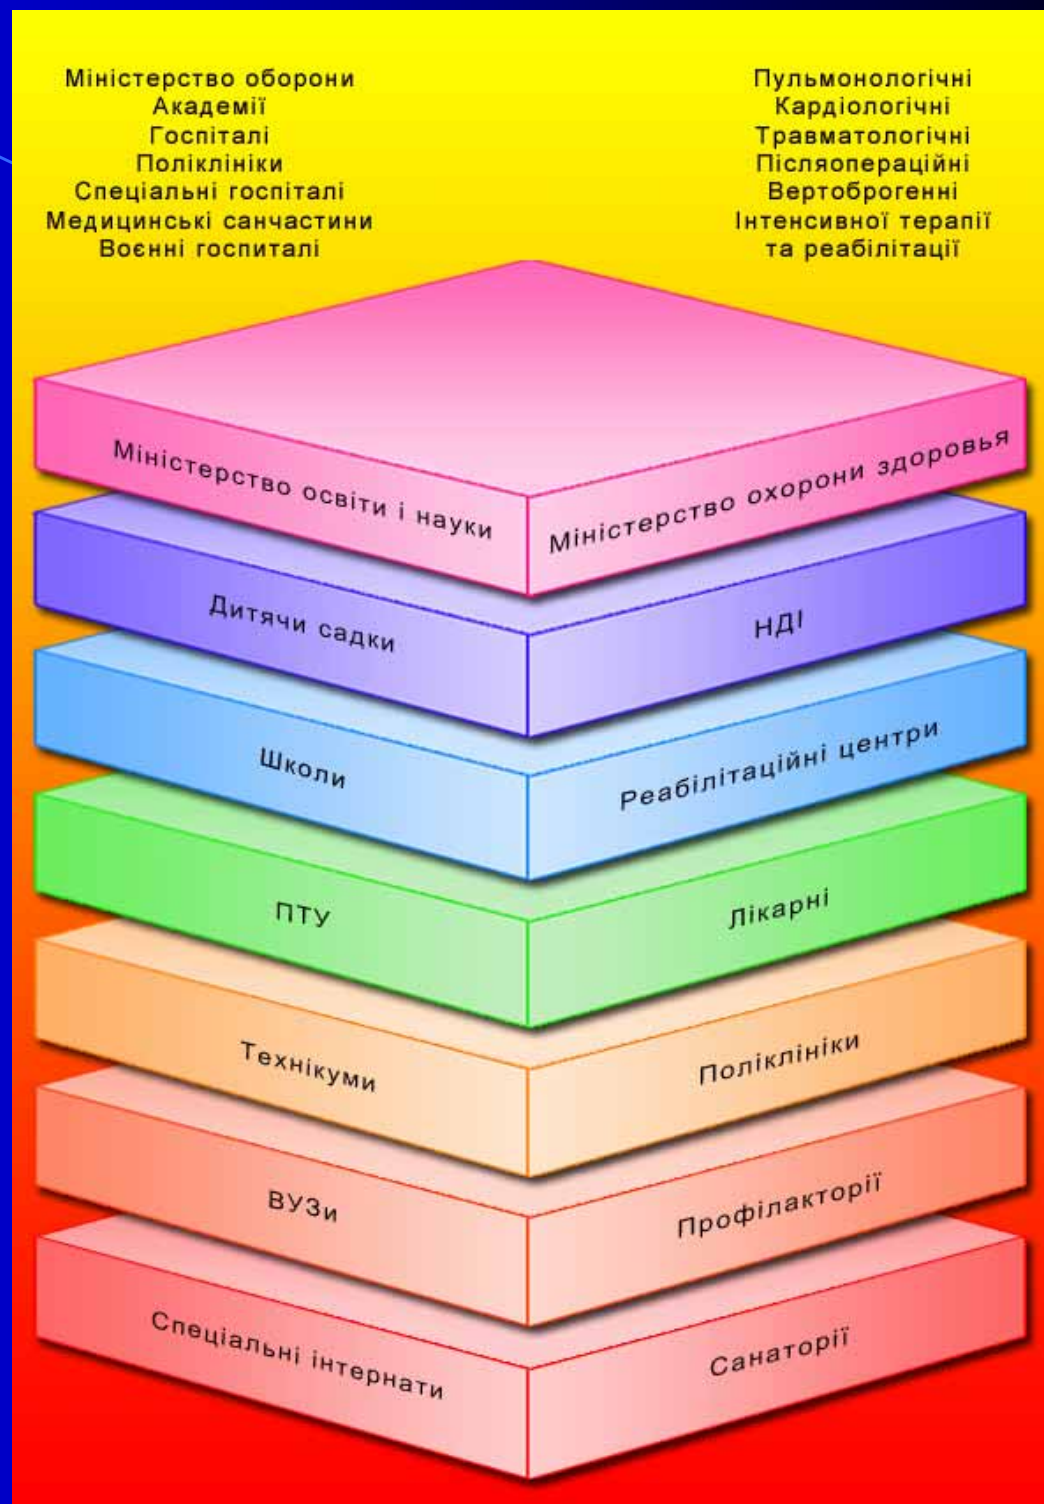 Міністерство оборони
Академії
Госпіталі
Поліклініки
Спеціальні госпіталі
Медицинські санчастини
Воєнні госпиталі
Пульмонологічні
Кардіологічні
Травматологічні
Післяопераційні
Вертоброгенні
Інтенсивної терапії
та реабілітації
Міністерство освіти і науки
Міністерство охорони здоровья
Дитячи садки
НДІ
Школи
Реабілітаційні центри
ПТУ
Лікарні
Технікуми
Поліклініки
ВУЗи
Профілакторії
Спеціальні інтернати
Санаторії